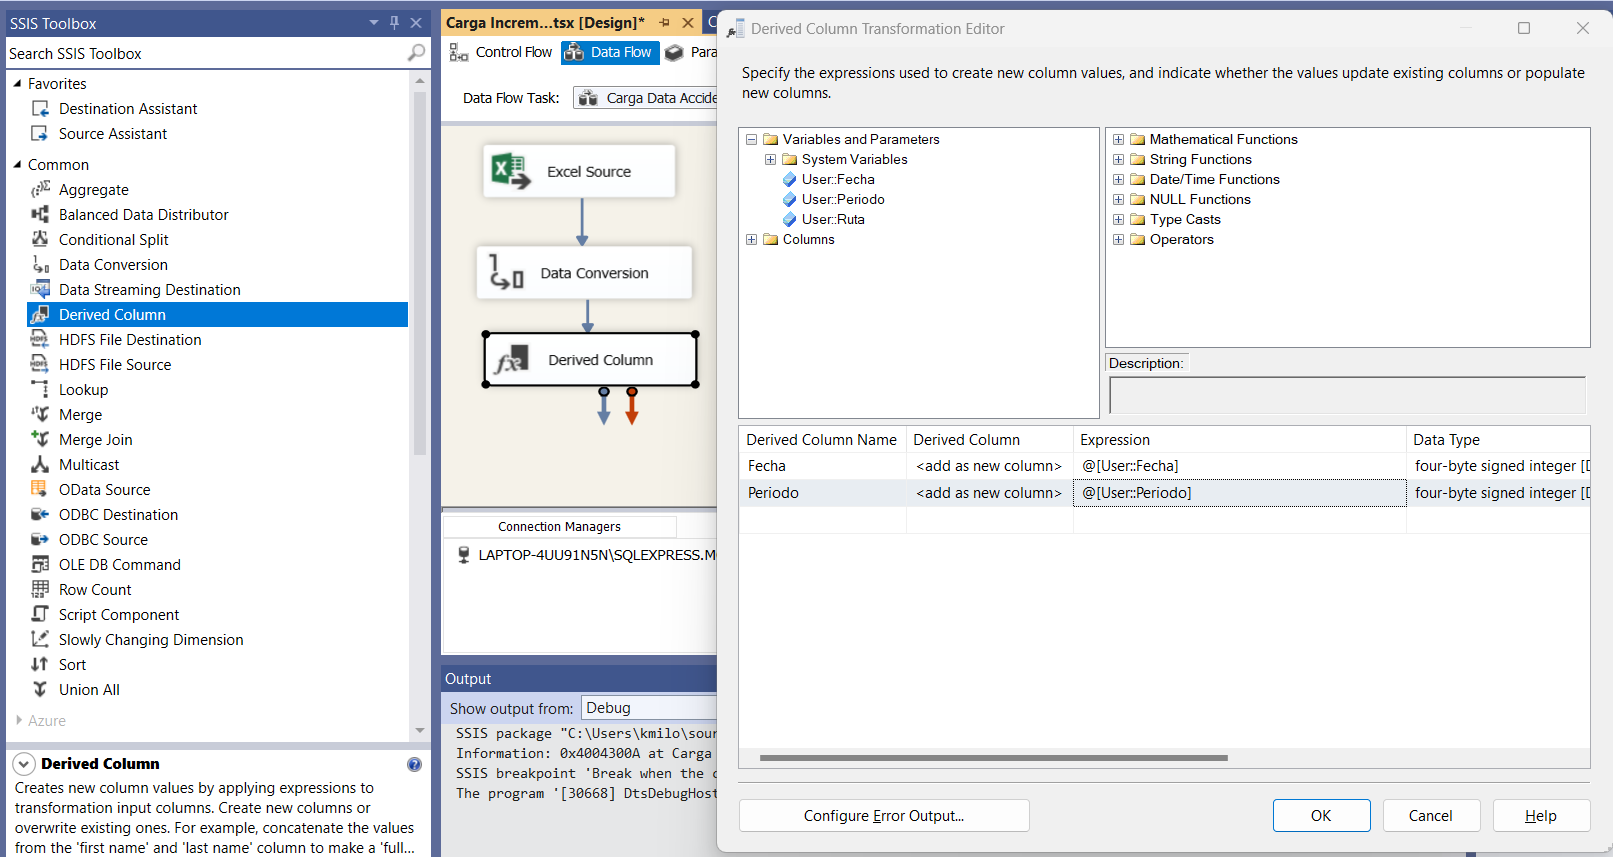 SSIS Toolbox
Search SSIS Toolbox
Favorites
Destination Assistant
Source Assistant
Common
Aggregate
Balanced Data Distributor
Conditional Split
Data Conversion
Data Streaming Destination
Derived Column
HDFS File Destination
HDFS File Source
Lookup
Merge
Merge Join
Multicast
OData Source
ODBC Destination
ODBC Source
OLE DB Command
Row Count
Script Component
Slowly Changing Dimension
Sort
Union All
Azure
Derived Column
Creates new column values by applying expressions to
transformation input columns. Create new columns or
overwrite existing ones. For example, concatenate the values
from the 'first name' and 'last name' column to make a 'full...
Carga Increm...tsx [Design]*
Control Flow
Data Flow
Para
Data Flow Task:
Carga Data Accide
Excel Source
Data Conversion
Derived Column
Connection Managers
LAPTOP-4UU91N5N\SQLEXPRESS.M
Output
Show output from:
Debug
SSIS package "C:\Users\kmilo\sour
Information: 0x4004300A at Carga
SSIS breakpoint 'Break when the c
The program '[30668] DtsDebugHost
Derived Column Transformation Editor
Specify the expressions used to create new column values, and indicate whether the values update existing columns or populate
new columns.
Variables and Parameters
System Variables
User::Fecha
User::Periodo
User::Ruta
Columns
Mathematical Functions
String Functions
Date/Time Functions
NULL Functions
Type Casts
Operators
Description:
Derived Column Name Derived Column Expression Data Type
Fecha <add as new column> @[User::Fecha] four-byte signed integer [D
Periodo <add as new column> @[User::Periodo] four-byte signed integer [D
Configure Error Output...
OK
Cancel
Help